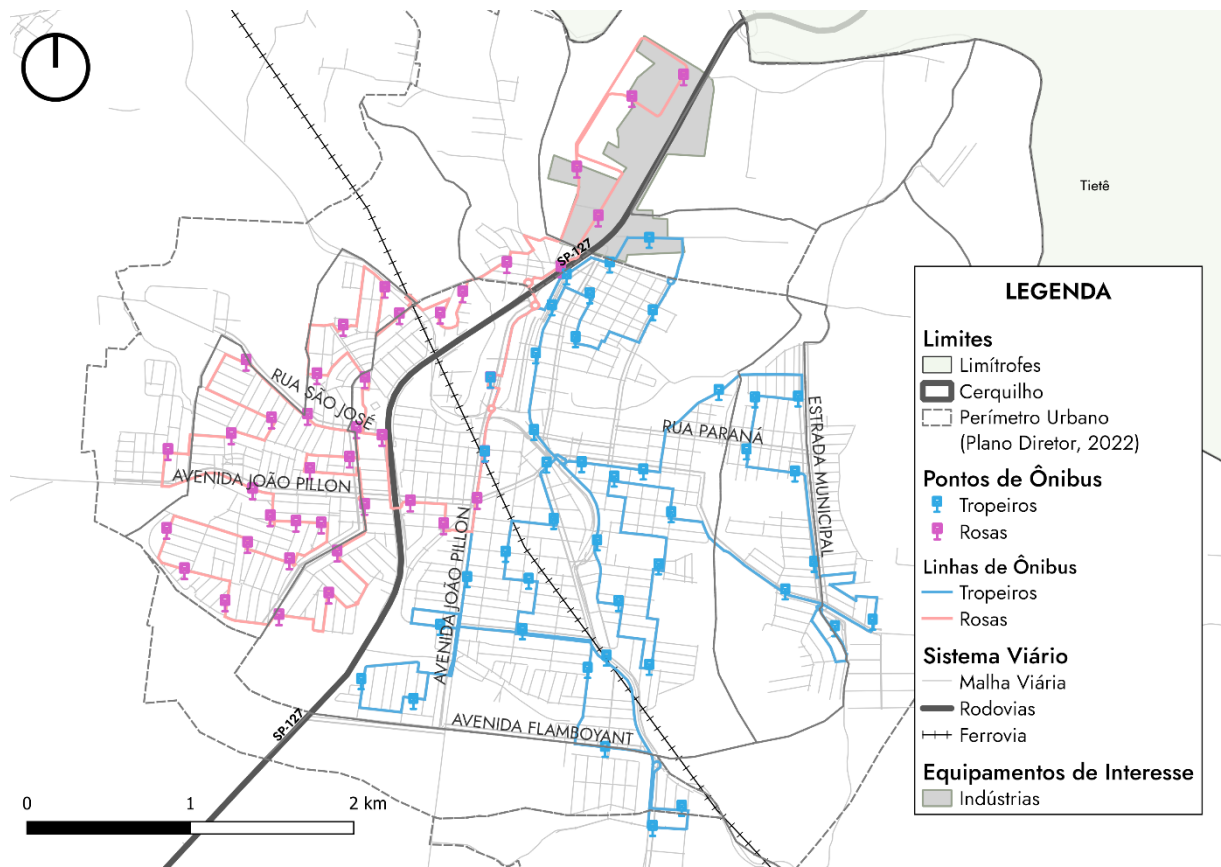 Tietê
SP-127
RUA SÃO JOSÉ
RUA PARANÁ
ESTRADA MUNICIPAL
AVENIDA JOÃO PILLON
AVENIDA JOÃO PILLON
AVENIDA FLAMBOYANT
SP-127
0 1 2 km
LEGENDA
Limites
Limítrofes
Cerquilho
Perímetro Urbano
(Plano Diretor, 2022)
Pontos de Ônibus
Tropeiros
Rosas
Linhas de Ônibus
Tropeiros
Rosas
Sistema Viário
Malha Viária
Rodovias
Ferrovia
Equipamentos de Interesse
Indústrias